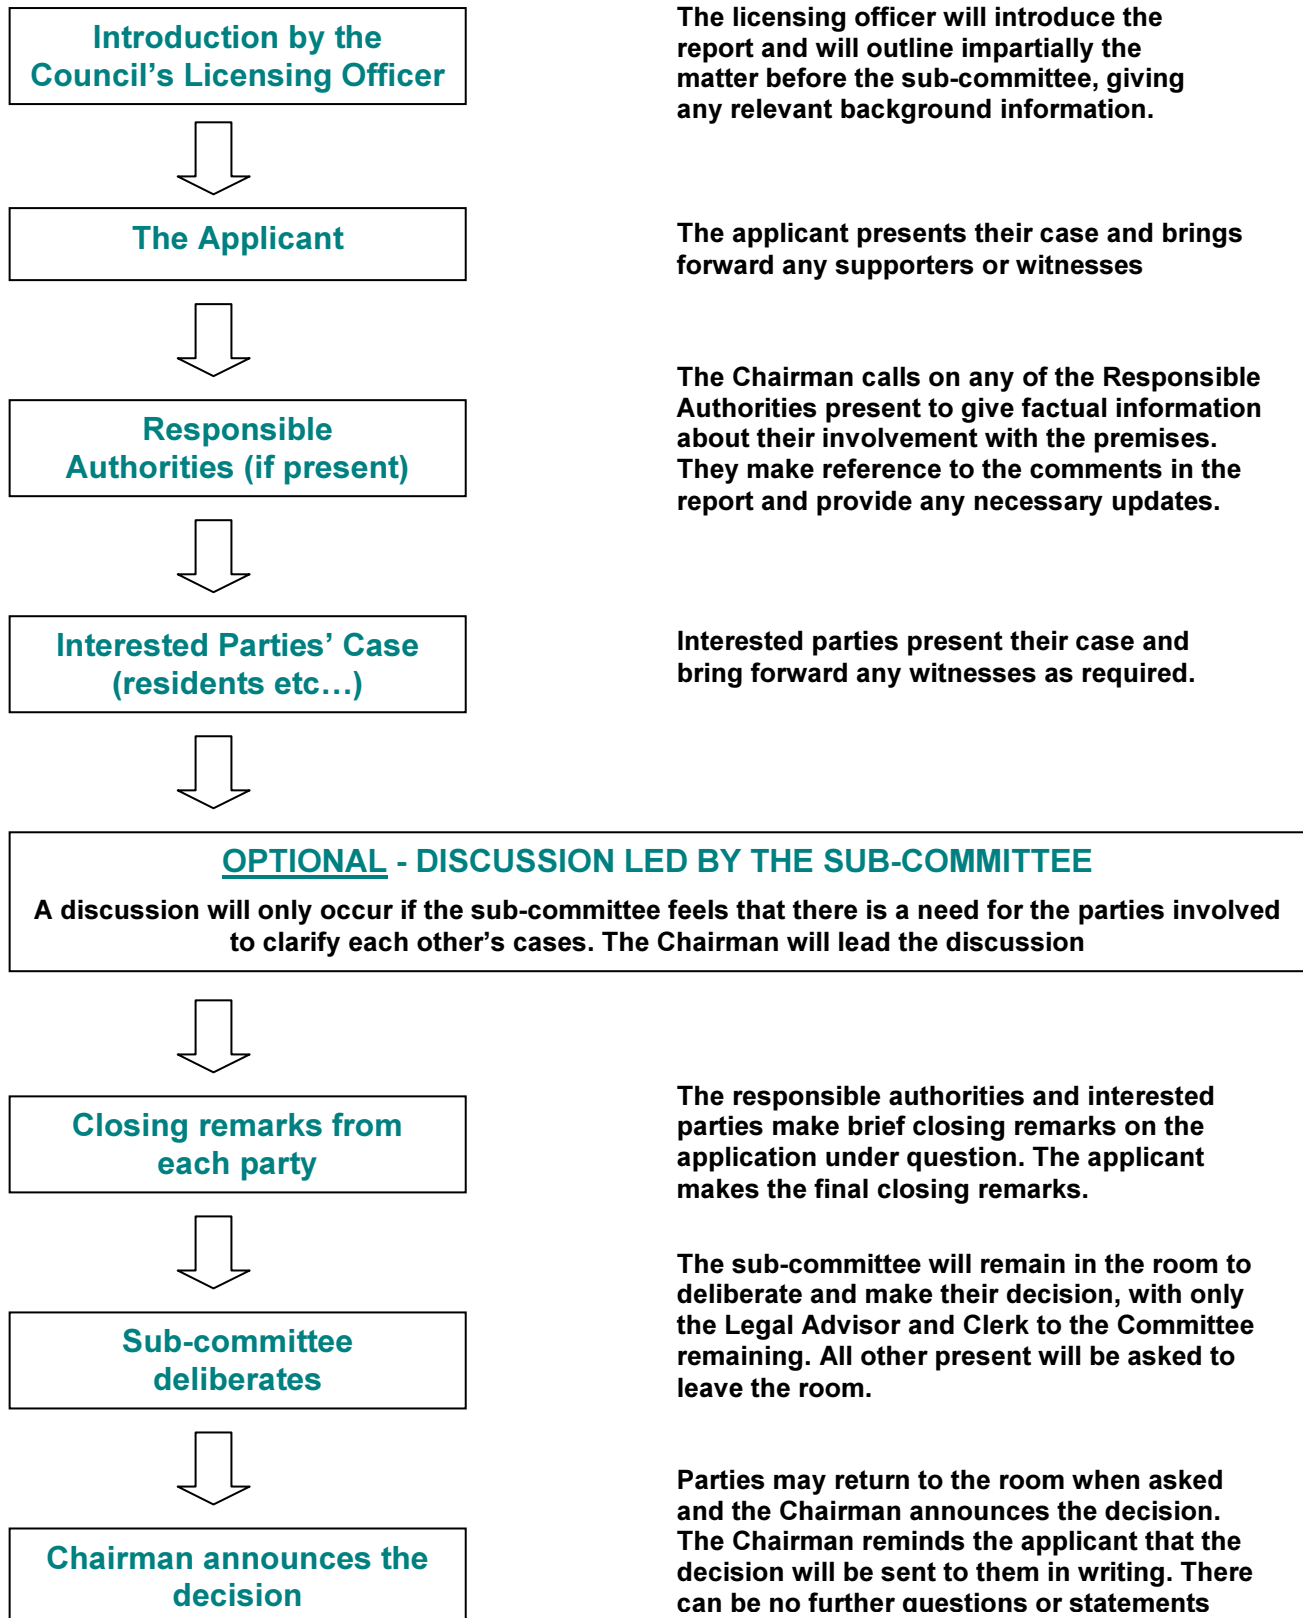 Introduction by the
Council's Licensing Officer
The licensing officer will introduce the
report and will outline impartially the
matter before the sub-committee, giving
any relevant background information.
The Applicant
The applicant presents their case and brings
forward any supporters or witnesses
Responsible
Authorities (if present)
The Chairman calls on any of the Responsible
Authorities present to give factual information
about their involvement with the premises.
They make reference to the comments in the
report and provide any necessary updates.
Interested Parties' Case
(residents etc…)
Interested parties present their case and
bring forward any witnesses as required.
OPTIONAL - DISCUSSION LED BY THE SUB-COMMITTEE
A discussion will only occur if the sub-committee feels that there is a need for the parties involved
to clarify each other's cases. The Chairman will lead the discussion
Closing remarks from
each party
The responsible authorities and interested
parties make brief closing remarks on the
application under question. The applicant
makes the final closing remarks.
Sub-committee
deliberates
The sub-committee will remain in the room to
deliberate and make their decision, with only
the Legal Advisor and Clerk to the Committee
remaining. All other present will be asked to
leave the room.
Chairman announces the
decision
Parties may return to the room when asked
and the Chairman announces the decision.
The Chairman reminds the applicant that the
decision will be sent to them in writing. There
can be no further questions or statements